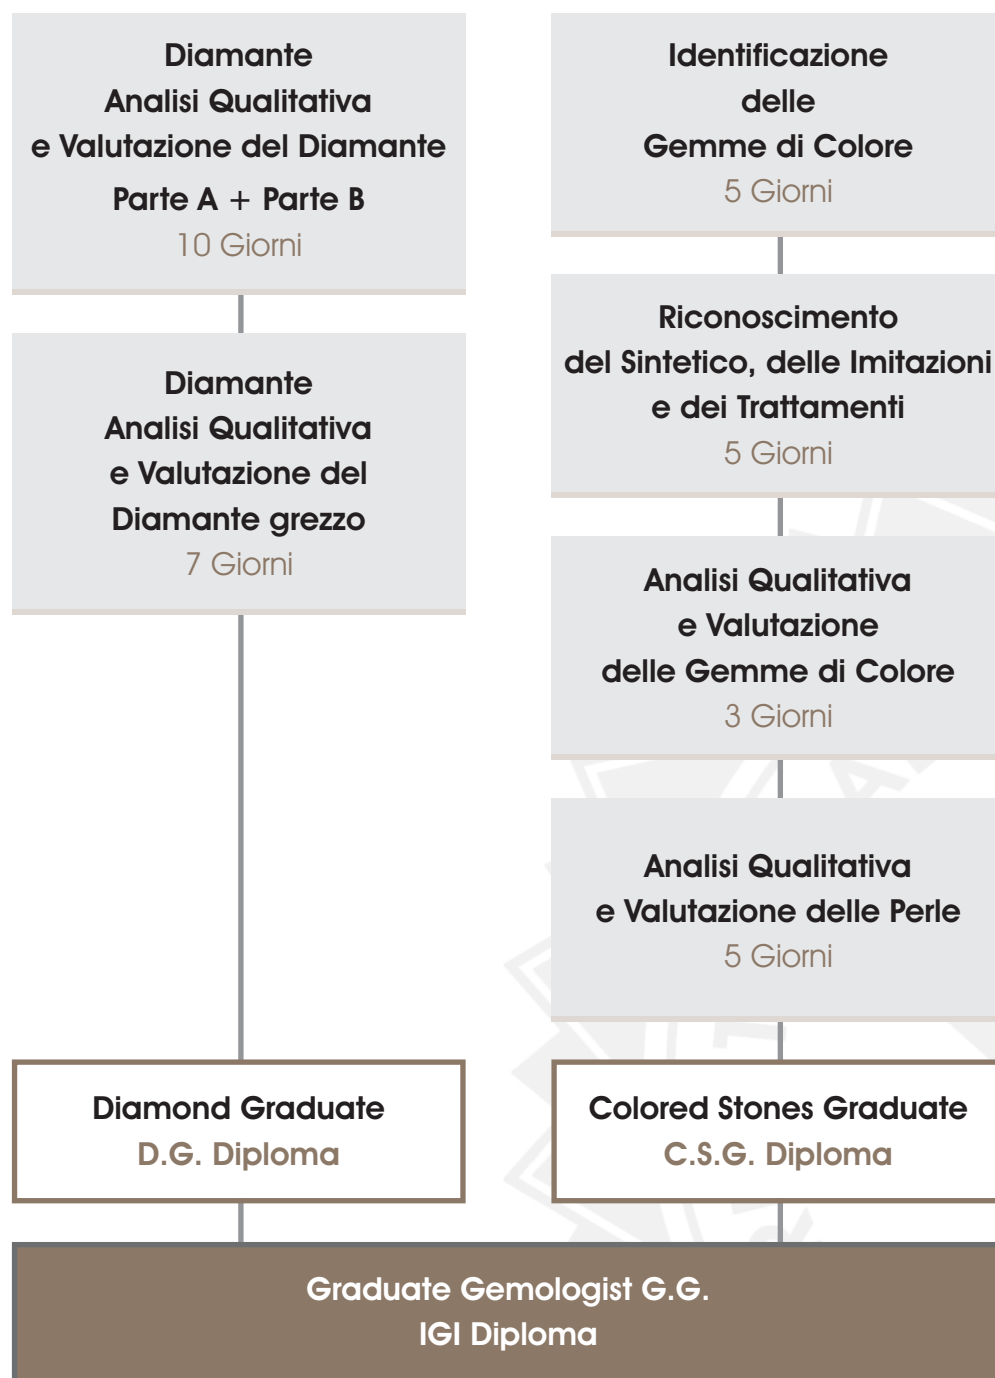 Diamante
Analisi Qualitativa
e Valutazione del Diamante
Parte A + Parte B
10 Giorni
Diamante
Analisi Qualitativa
e Valutazione del
Diamante grezzo
7 Giorni
Identificazione
delle
Gemme di Colore
5 Giorni
Riconoscimento
del Sintetico, delle Imitazioni
e dei Trattamenti
5 Giorni
Analisi Qualitativa
e Valutazione
delle Gemme di Colore
3 Giorni
Analisi Qualitativa
e Valutazione delle Perle
5 Giorni
Diamond Graduate
D.G. Diploma
Colored Stones Graduate
C.S.G. Diploma
Graduate Gemologist G.G.
IGI Diploma